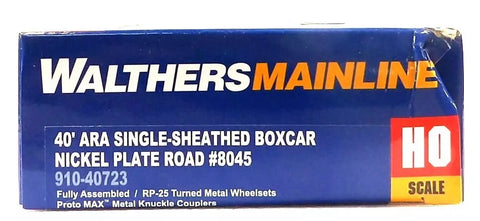 WALTHERSMAINLINE
40' ARA SINGLE-SHEATHED BOXCAR
NICKEL PLATE ROAD #8045
910-40723
Fully Assembled / RP-25 Turned Metal Wheelsets
Proto MAX™ Metal Knuckle Couplers
HO
SCALE